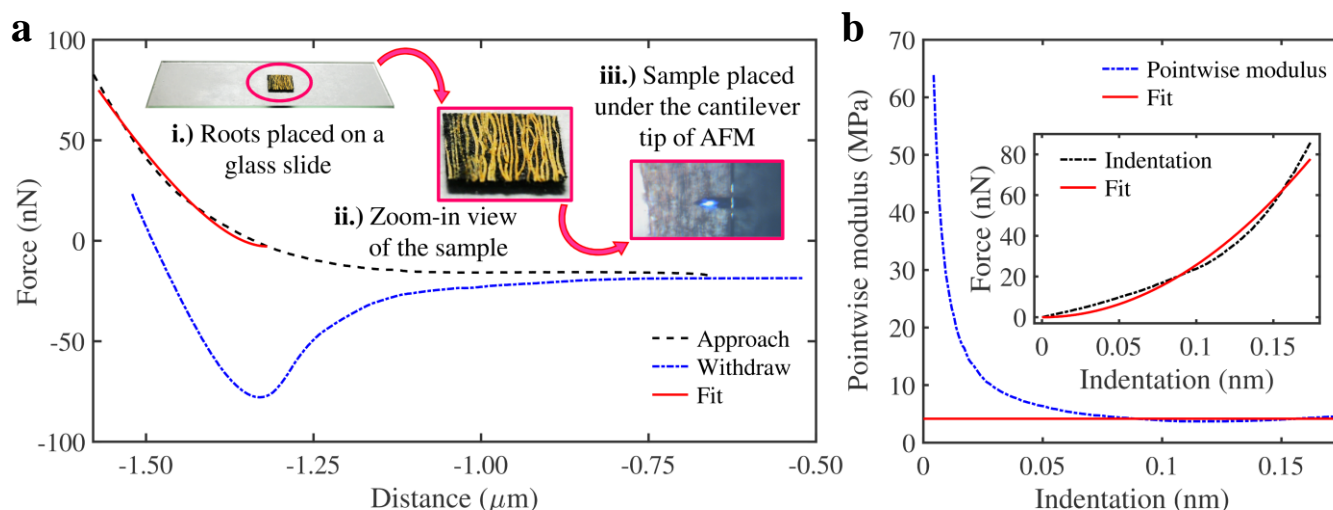 a
100
50
0
-50
-100
Force (nN)
-1.50
-1.25
-1.00
-0.75
-0.50
Distance (μm)
i.) Roots placed on a
glass slide
ii.) Zoom-in view
of the sample
iii.) Sample placed
under the cantilever
tip of AFM
Approach
Withdraw
Fit
b
70
60
50
40
30
20
10
0
Pointwise modulus (MPa)
0
0.05
0.1
0.15
Indentation (nm)
Pointwise modulus
Fit
80
60
40
20
0
Force (nN)
0
0.05
0.1
0.15
Indentation (nm)
Indentation
Fit